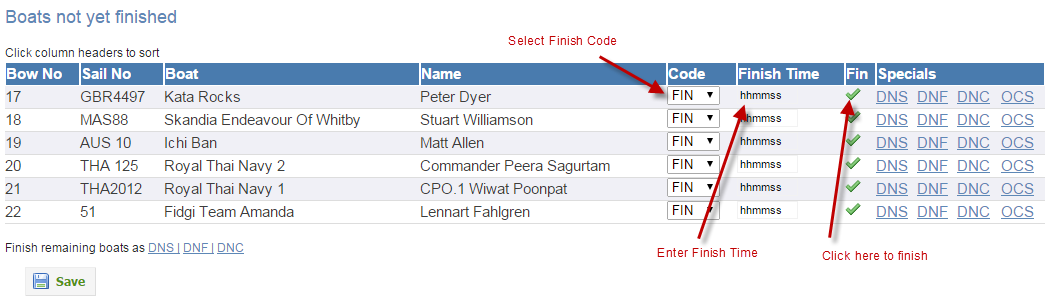 Boats not yet finished
Select Finish Code
Click column headers to sort
Bow No Sail No Boat Name Code Finish Time Fin Specials
17 GBR4497 Kata Rocks Peter Dyer FIN hhmmss DNS DNF DNC OCS
18 MAS88 Skandia Endeavour Of Whitby Stuart Williamson FIN hhmmss DNS DNF DNC OCS
19 AUS 10 Ichi Ban Matt Allen FIN hhmmss DNS DNF DNC OCS
20 THA 125 Royal Thai Navy 2 Commander Peera Sagurtam FIN hhmmss DNS DNF DNC OCS
21 THA2012 Royal Thai Navy 1 CPO.1 Wiwat Poonpat FIN hhmmss DNS DNF DNC OCS
22 51 Fidgi Team Amanda Lennart Fahlgren FIN hhmmss DNS DNF DNC OCS
Finish remaining boats as DNS | DNF | DNC
Enter Finish Time
Click here to finish
Save